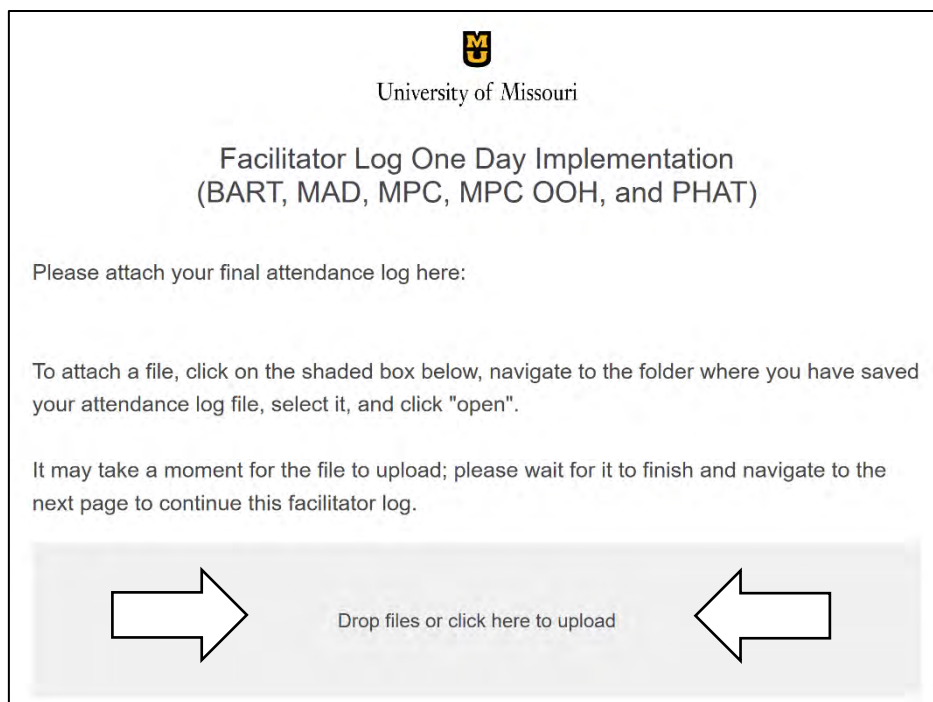 MU
University of Missouri
Facilitator Log One Day Implementation
(BART, MAD, MPC, MPC OOH, and PHAT)
Please attach your final attendance log here:
To attach a file, click on the shaded box below, navigate to the folder where you have saved
your attendance log file, select it, and click "open".
It may take a moment for the file to upload; please wait for it to finish and navigate to the
next page to continue this facilitator log.
Drop files or click here to upload